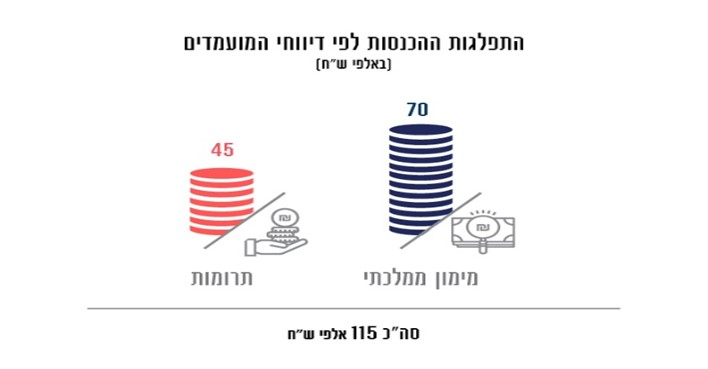 התפלגות ההכנסות לפי דיווחי המועמדים
(באלפי ש״ח)
70
45
₪
₪
מימון ממלכתי
תרומות
סה״כ 115 אלפי ש״ח